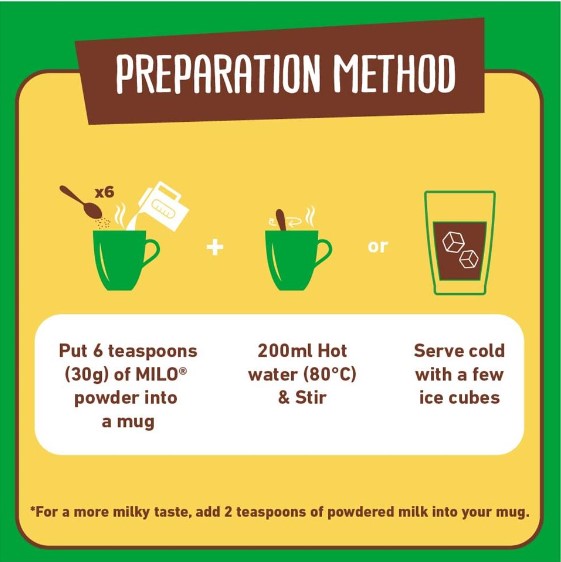 PREPARATION METHOD
x6
+
or
Put 6 teaspoons
(30g) of MILO®
powder into
a mug
200ml Hot
water (80°C)
& Stir
Serve cold
with a few
ice cubes
*For a more milky taste, add 2 teaspoons of powdered milk into your mug.